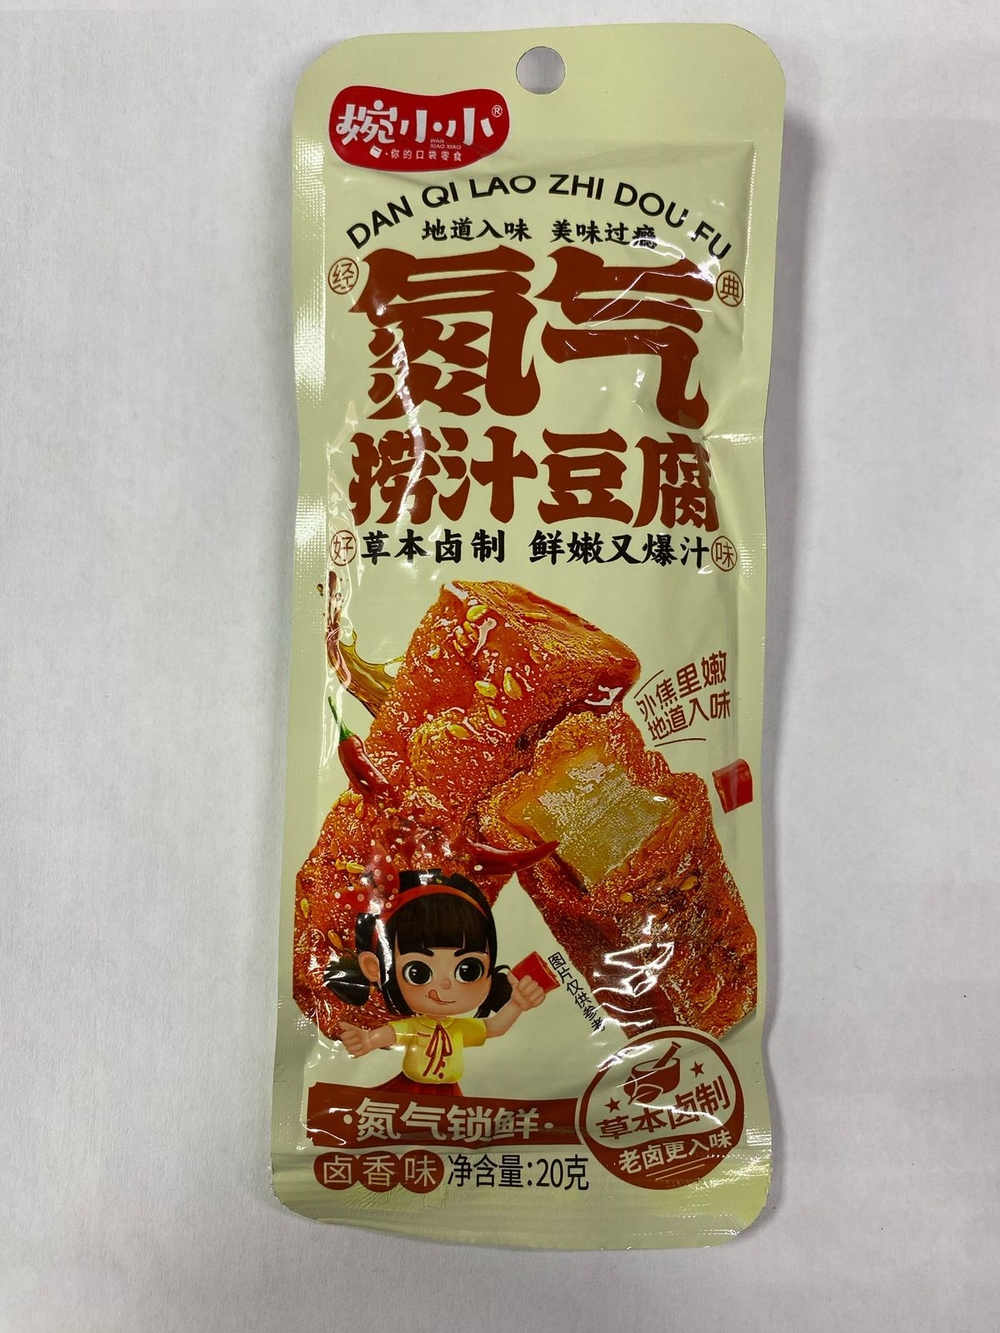 婉小小®
WAN
XIAO XIAO
·你的口袋零食
DAN QI LAO ZHI DOU FU
地道入味 美味过瘾
经典
氮气
捞汁豆腐
好 草本卤制 鲜嫩又爆汁 味
外焦里嫩
地道入味
图片仅供参考
·氮气锁鲜·
草本卤制
老卤更入味
卤香味 净含量:20克